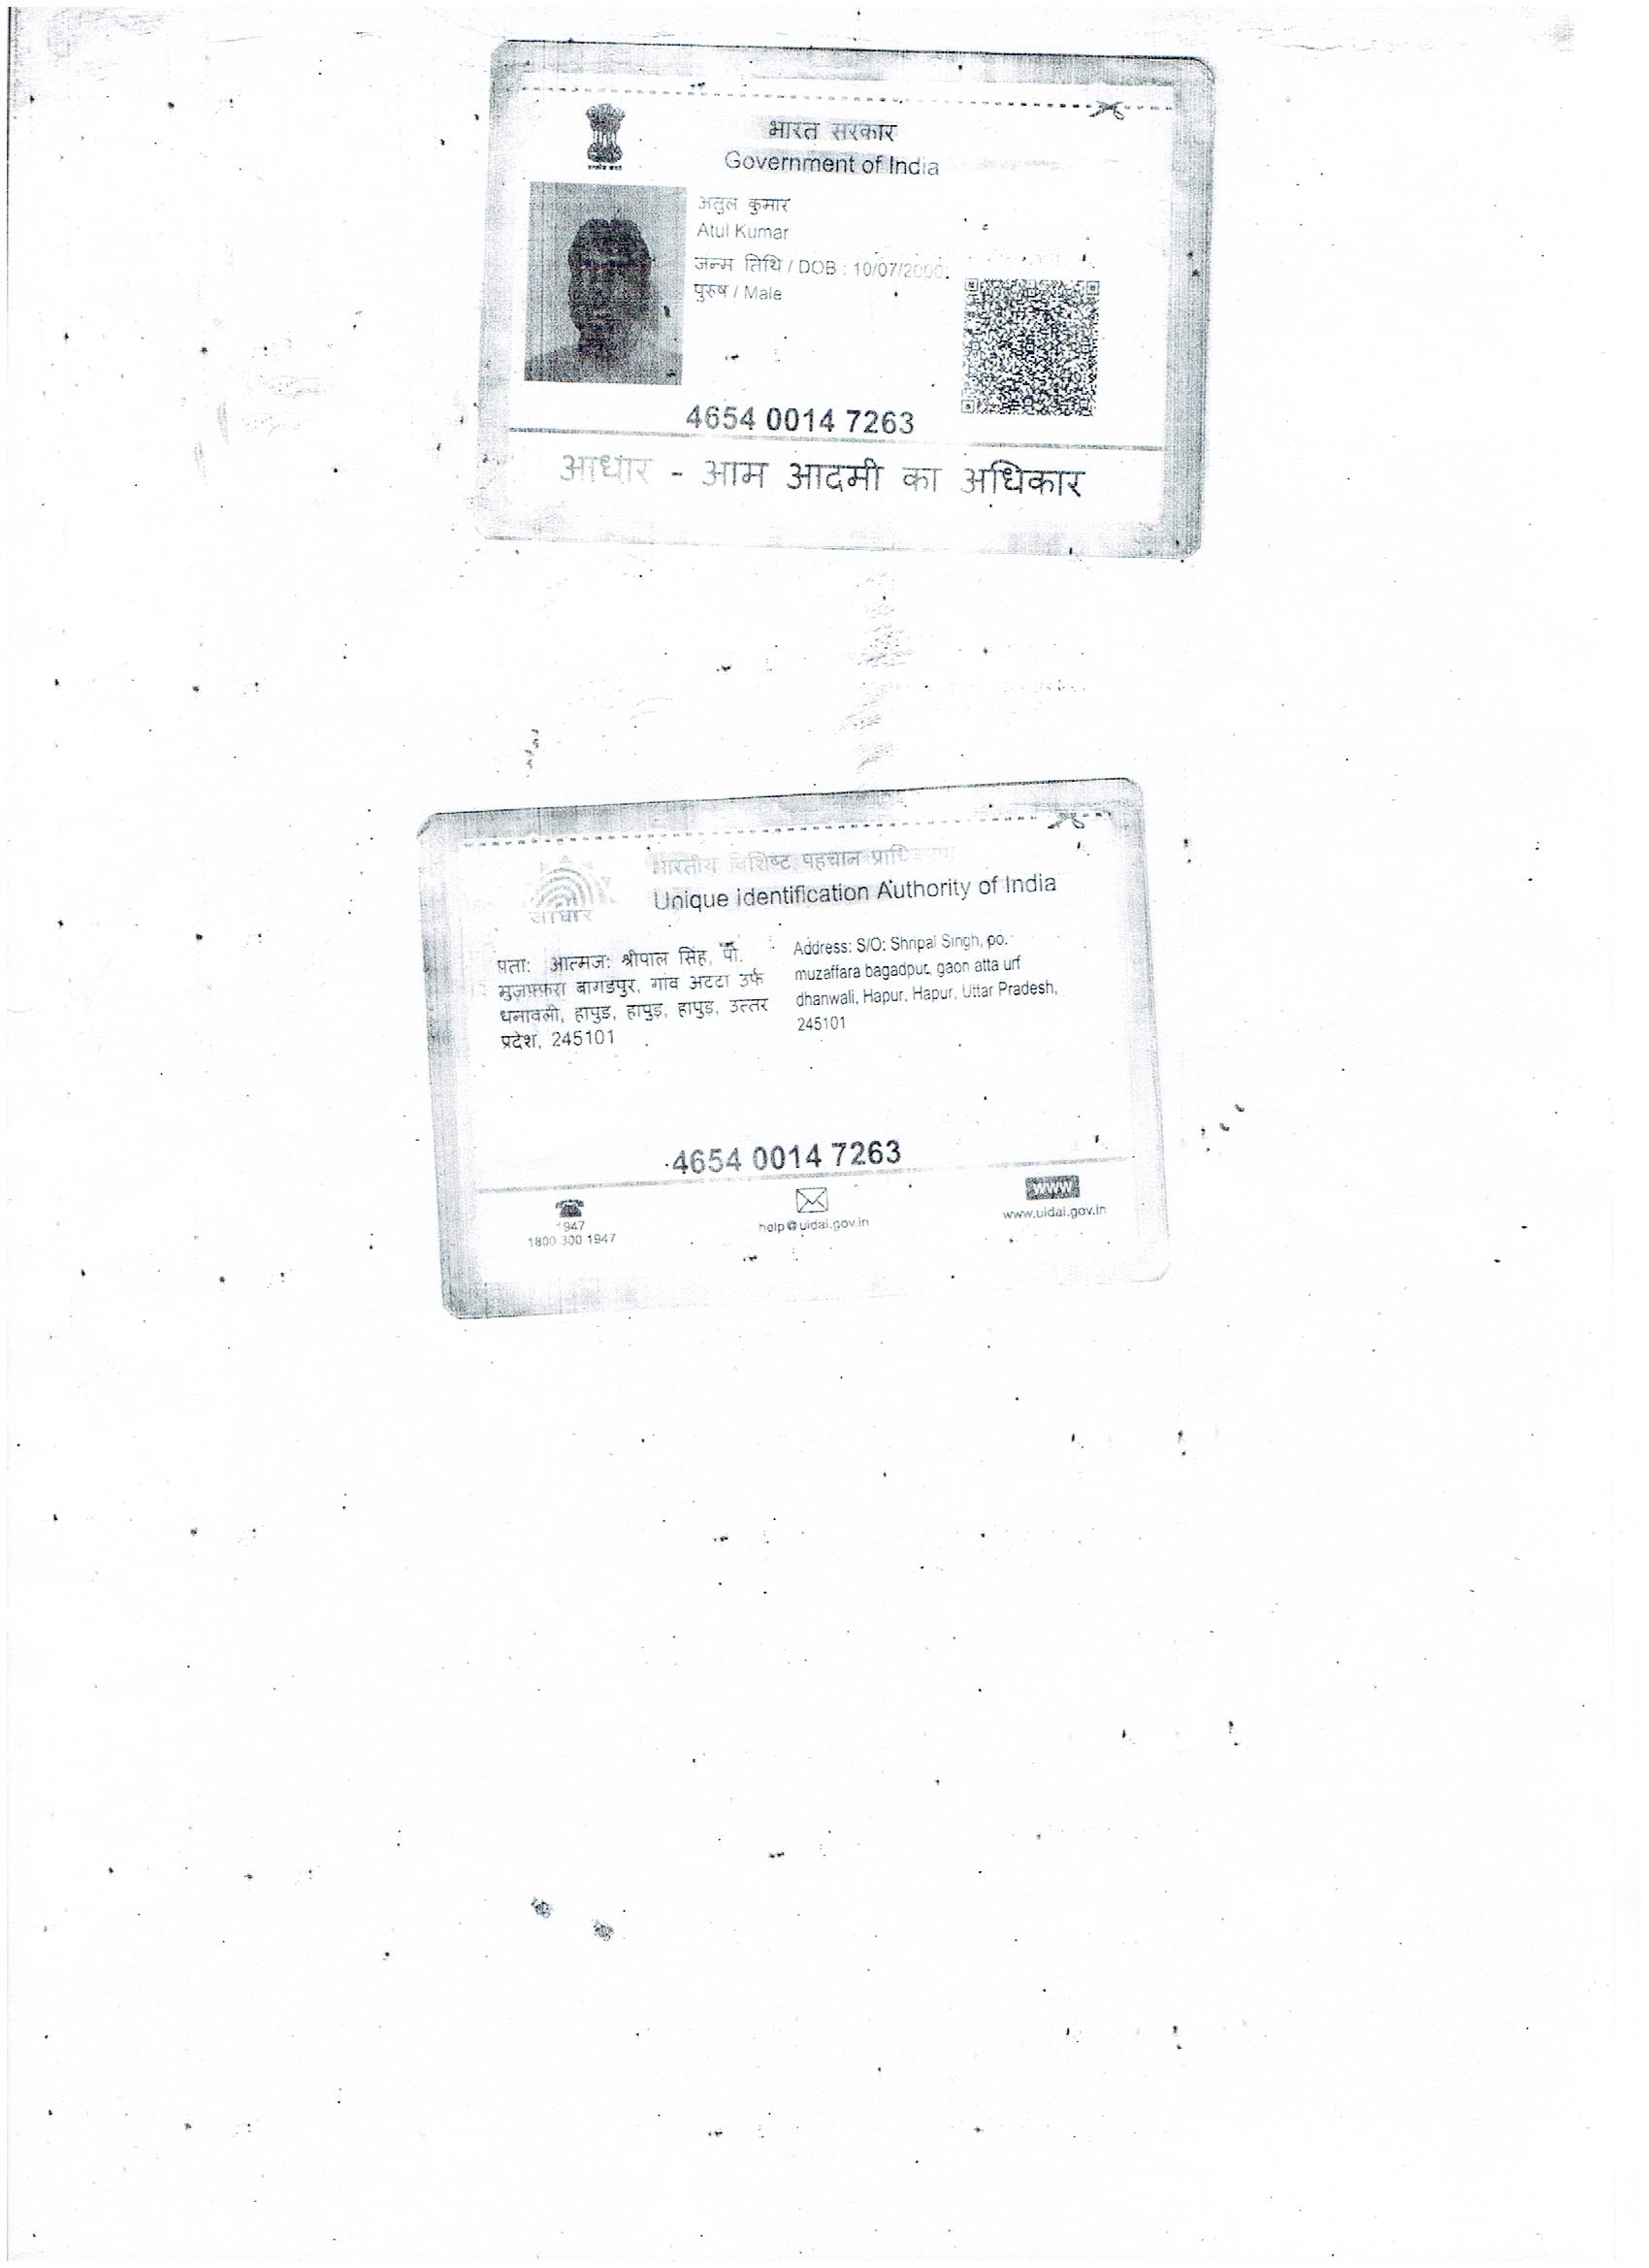 भारत सरकार
Government of India
अतुल कुमार
Atul Kumar
जन्म तिथि / DOB : 10/07/2000
पुरुष / Male
4654 0014 7263
आधार - आम आदमी का अधिकार
भारतीय विशिष्ट पहचान प्राधिकरण
Unique identification Authority of India
आधार
पता: आत्मज: श्रीपाल सिंह, पो.
मुज़फ्फरा बागडपुर, गांव अटटा उर्फ
धनावली, हापुड, हापुड़, हापुड़, उत्तर
प्रदेश, 245101
Address: S/O: Shripal Singh, po.
muzaffara bagadpur, gaon atta urf
dhanwali, Hapur, Hapur, Uttar Pradesh,
245101
4654 0014 7263
1947
1800 300 1947
help@uidai.gov.in
www
www.uidai.gov.in